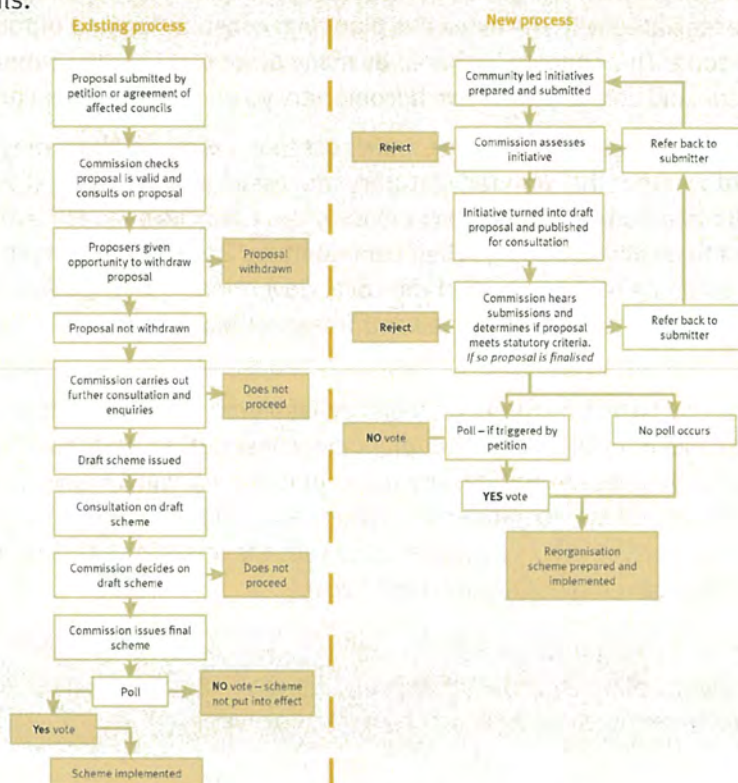 Existing process
Proposal submitted by
petition or agreement of
affected councils
Commission checks
proposal is valid and
consults on proposal
Proposers given
opportunity to withdraw
proposal
Proposal
withdrawn
Proposal not withdrawn
Commission carries out
further consultation and
enquiries
Does not
proceed
Draft scheme issued
Consultation on draft
scheme
Commission decides on
draft scheme
Does not
proceed
Commission issues final
scheme
Poll
NO vote – scheme
not put into effect
Yes vote
Scheme implemented
New process
Community led initiatives
prepared and submitted
Reject
Commission assesses
initiative
Refer back to
submitter
Initiative turned into draft
proposal and published
for consultation
Reject
Commission hears
submissions and
determines if proposal
meets statutory criteria.
If so proposal is finalised
Refer back to
submitter
NO vote
Poll – if triggered by
petition
No poll occurs
YES vote
Reorganisation
scheme prepared and
implemented